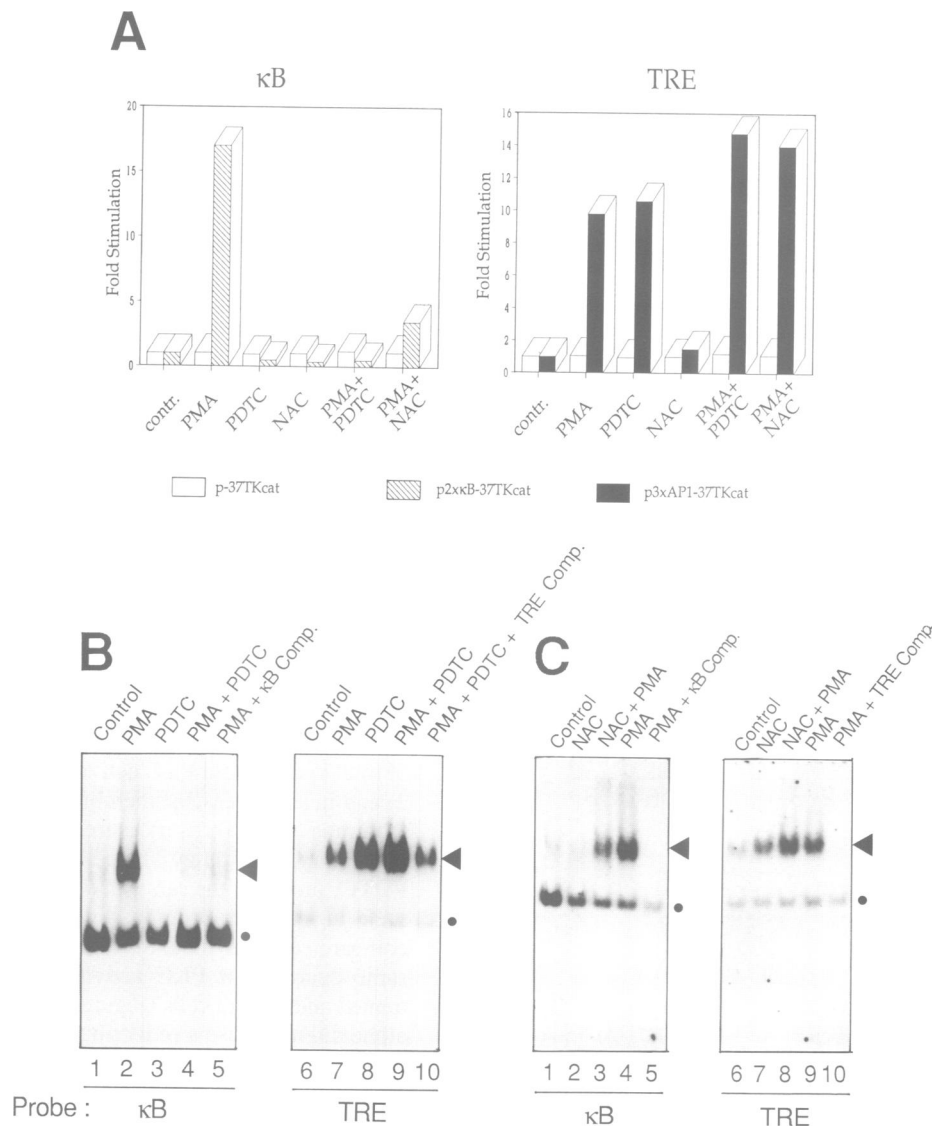 A
κB
TRE
Fold Stimulation
20
15
10
5
0
contr.
PMA
PDTC
NAC
PMA+
PDTC
PMA+
NAC
Fold Stimulation
16
14
12
10
8
6
4
2
0
contr.
PMA
PDTC
NAC
PMA+
PDTC
PMA+
NAC
p-37TKcat
p2xκB-37TKcat
p3xAP1-37TKcat
B
Control
PMA
PDTC
PMA + PDTC
PMA + κB Comp.
Control
PMA
PDTC
PMA + PDTC
PMA + PDTC + TRE Comp.
1 2 3 4 5
6 7 8 9 10
Probe : κB
TRE
C
Control
NAC
NAC + PMA
PMA
PMA + κB Comp.
Control
NAC
NAC + PMA
PMA
PMA + TRE Comp.
1 2 3 4 5
6 7 8 9 10
κB
TRE